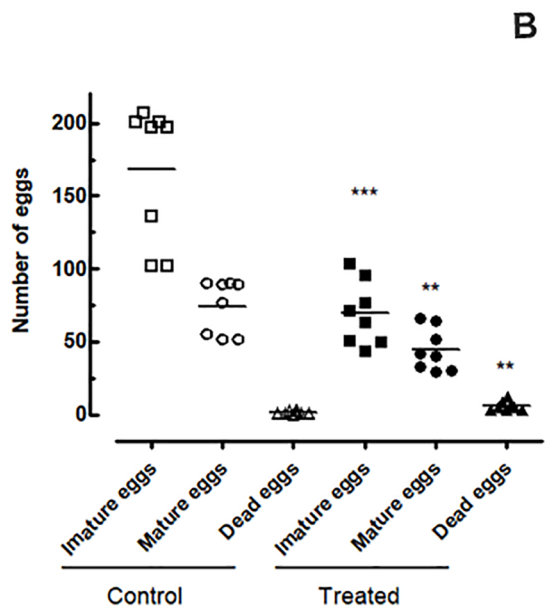 B
Number of eggs
200
150
100
50
0
***
**
**
Imature eggs
Mature eggs
Dead eggs
Imature eggs
Mature eggs
Dead eggs
Control
Treated